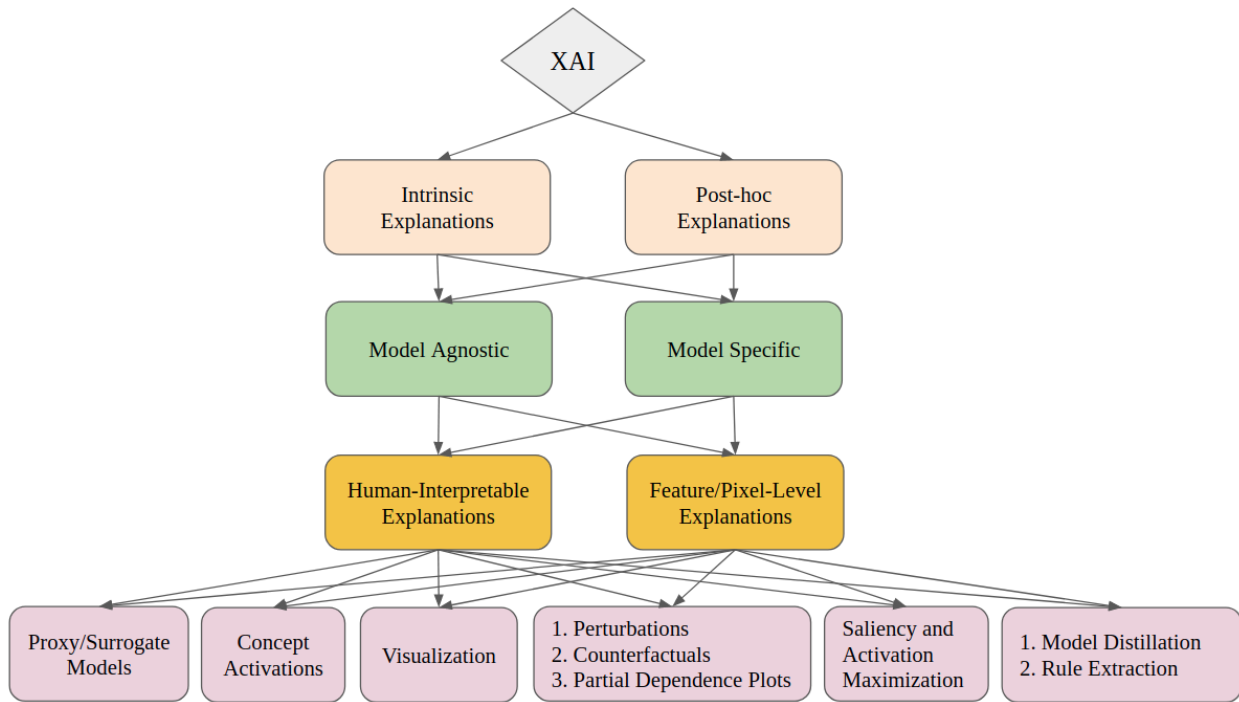 XAI
Intrinsic
Explanations
Post-hoc
Explanations
Model Agnostic
Model Specific
Human-Interpretable
Explanations
Feature/Pixel-Level
Explanations
Proxy/Surrogate
Models
Concept
Activations
Visualization
1. Perturbations
2. Counterfactuals
3. Partial Dependence Plots
Saliency and
Activation
Maximization
1. Model Distillation
2. Rule Extraction